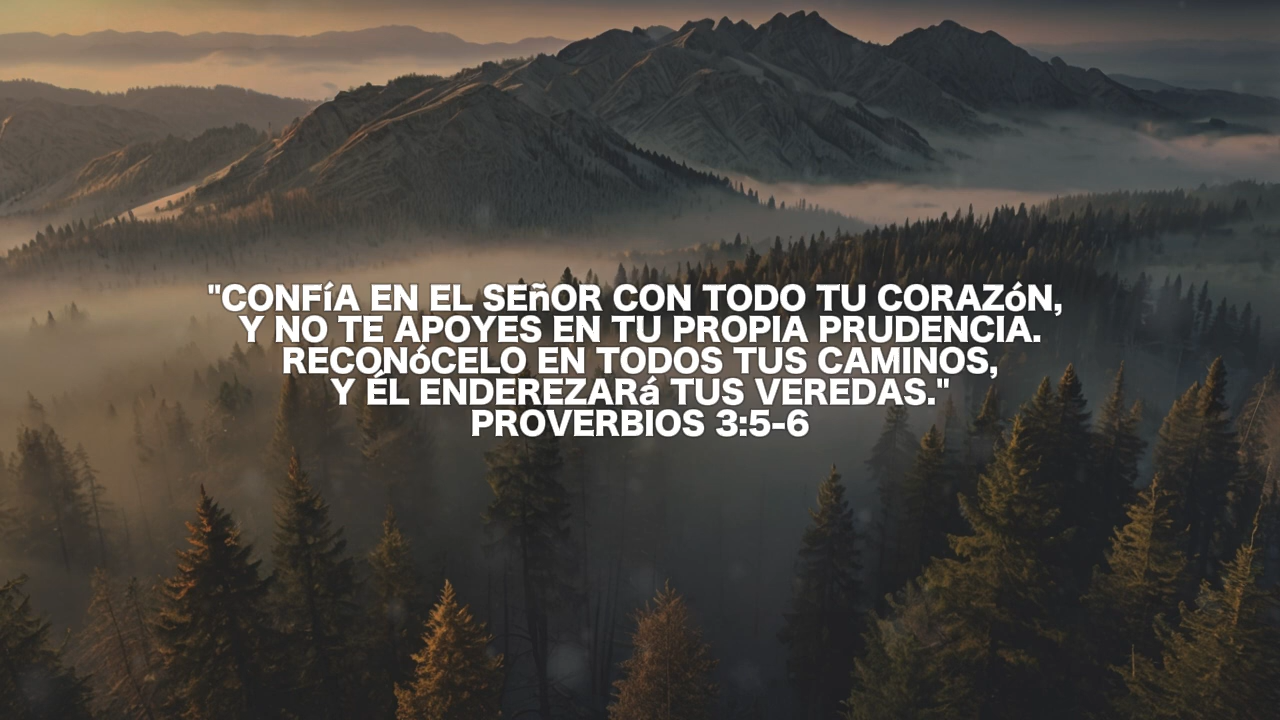 "CONFíA EN EL SEñOR CON TODO TU CORAZóN,
Y NO TE APOYES EN TU PROPIA PRUDENCIA.
RECONóCELO EN TODOS TUS CAMINOS,
Y ÉL ENDEREZARá TUS VEREDAS."
PROVERBIOS 3:5-6